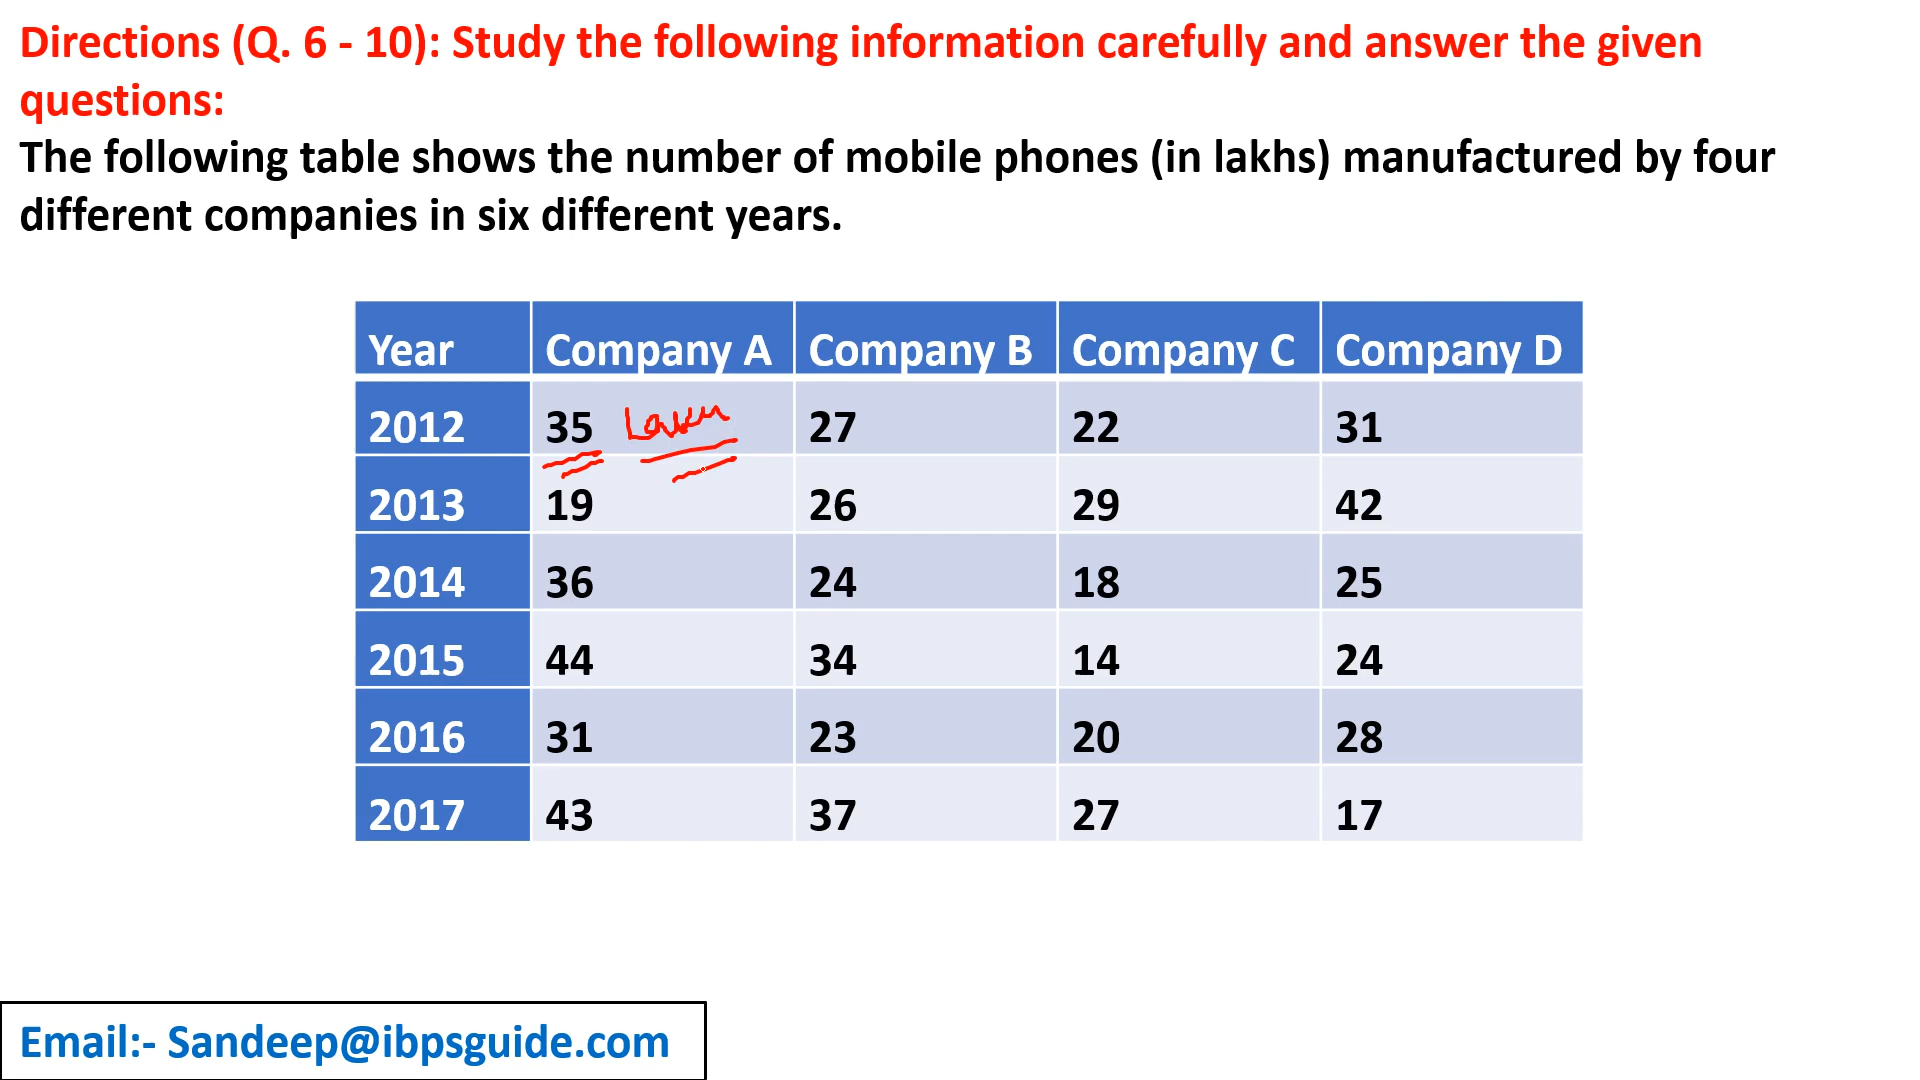 Directions (Q. 6 - 10): Study the following information carefully and answer the given
questions:
The following table shows the number of mobile phones (in lakhs) manufactured by four
different companies in six different years.
Year Company A Company B Company C Company D
2012 35 Lakhs 27 22 31
2013 19 26 29 42
2014 36 24 18 25
2015 44 34 14 24
2016 31 23 20 28
2017 43 37 27 17
Email:- Sandeep@ibpsguide.com